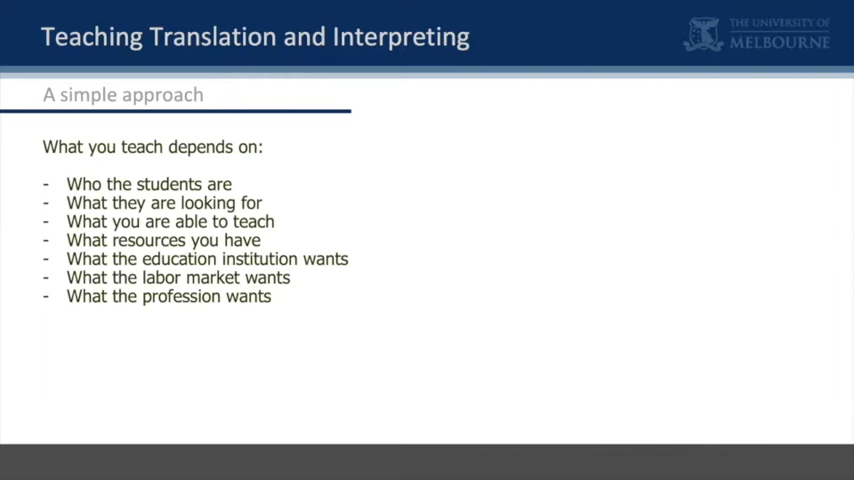 Teaching Translation and Interpreting
THE UNIVERSITY OF
MELBOURNE
A simple approach
What you teach depends on:
- Who the students are
- What they are looking for
- What you are able to teach
- What resources you have
- What the education institution wants
- What the labor market wants
- What the profession wants